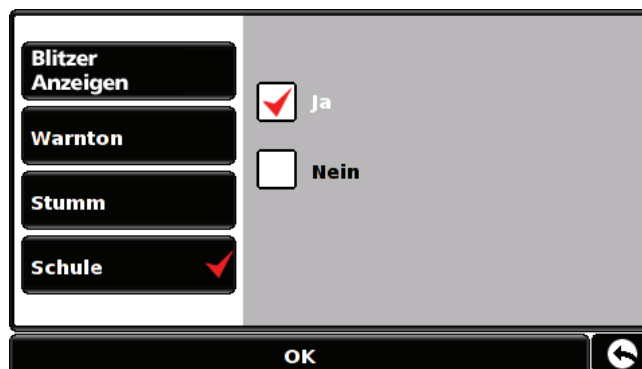 Blitzer
Anzeigen
Warnton
Stumm
Schule
Ja
Nein
OK